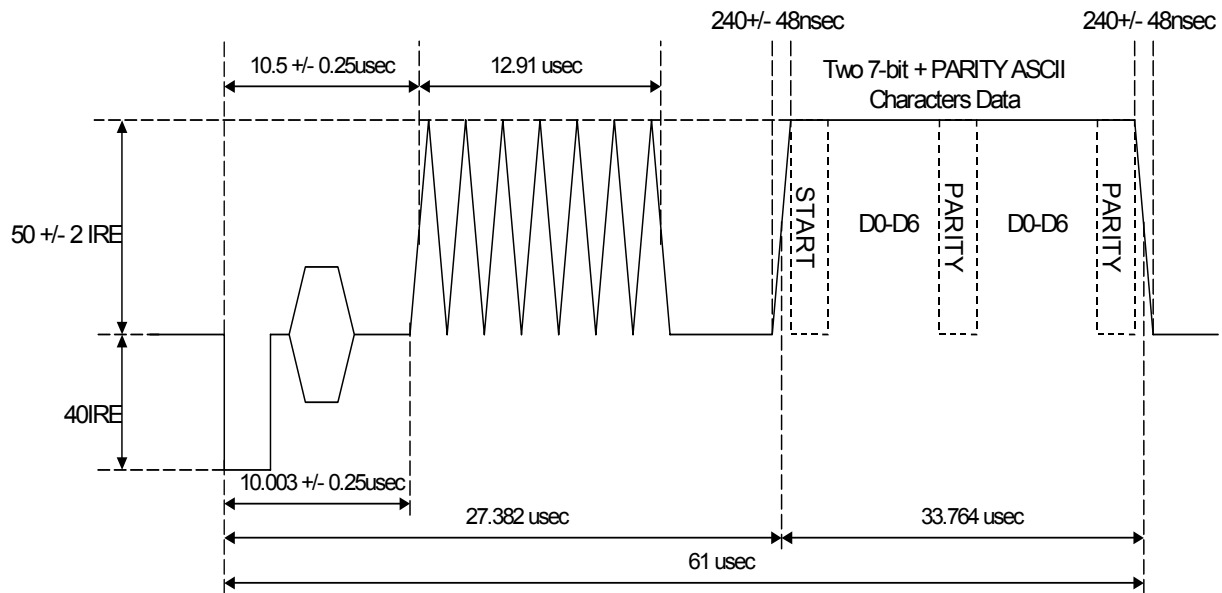 240+/- 48nsec
240+/- 48nsec
10.5 +/- 0.25usec
12.91 usec
Two 7-bit + PARITY ASCII
Characters Data
50 +/- 2 IRE
START
D0-D6
PARITY
D0-D6
PARITY
40IRE
10.003 +/- 0.25usec
27.382 usec
33.764 usec
61 usec